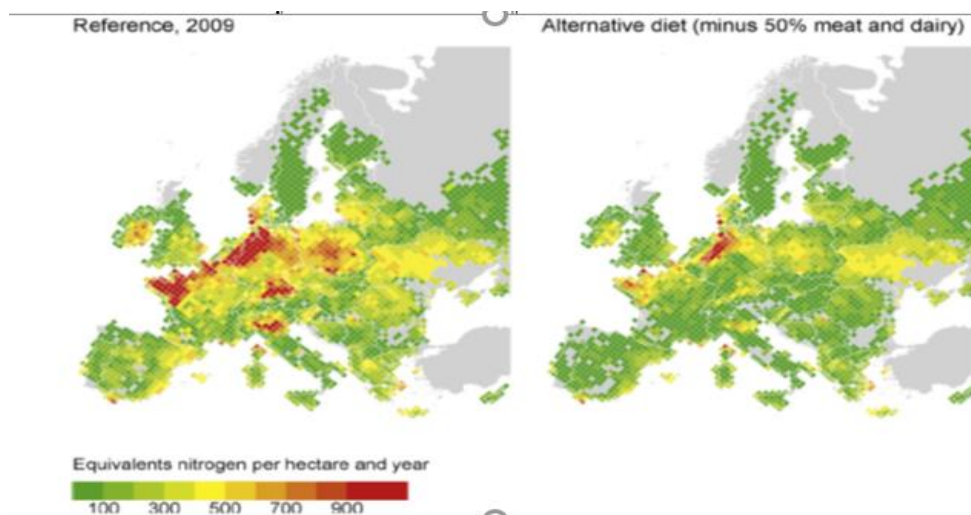 Reference, 2009
Alternative diet (minus 50% meat and dairy)
Equivalents nitrogen per hectare and year
100 300 500 700 900